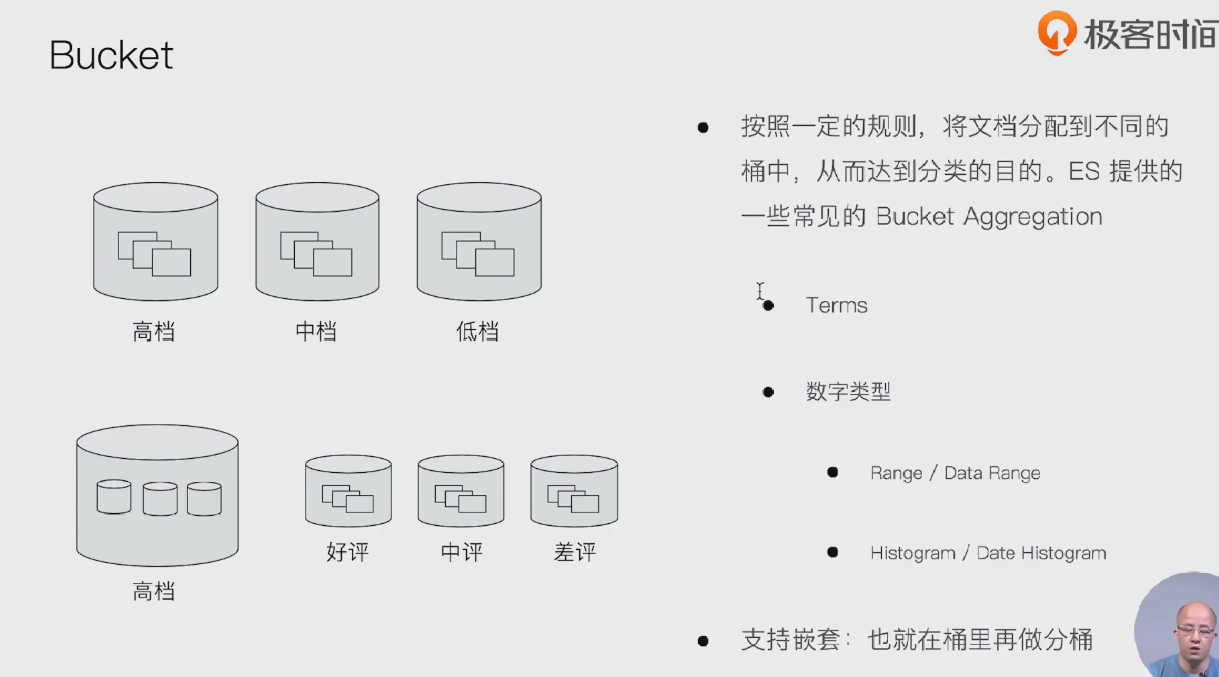 极客时间
Bucket
按照一定的规则，将文档分配到不同的
桶中，从而达到分类的目的。ES 提供的
一些常见的 Bucket Aggregation
Terms
数字类型
Range / Data Range
Histogram / Date Histogram
支持嵌套：也就在桶里再做分桶
高档
中档
低档
高档
好评
中评
差评